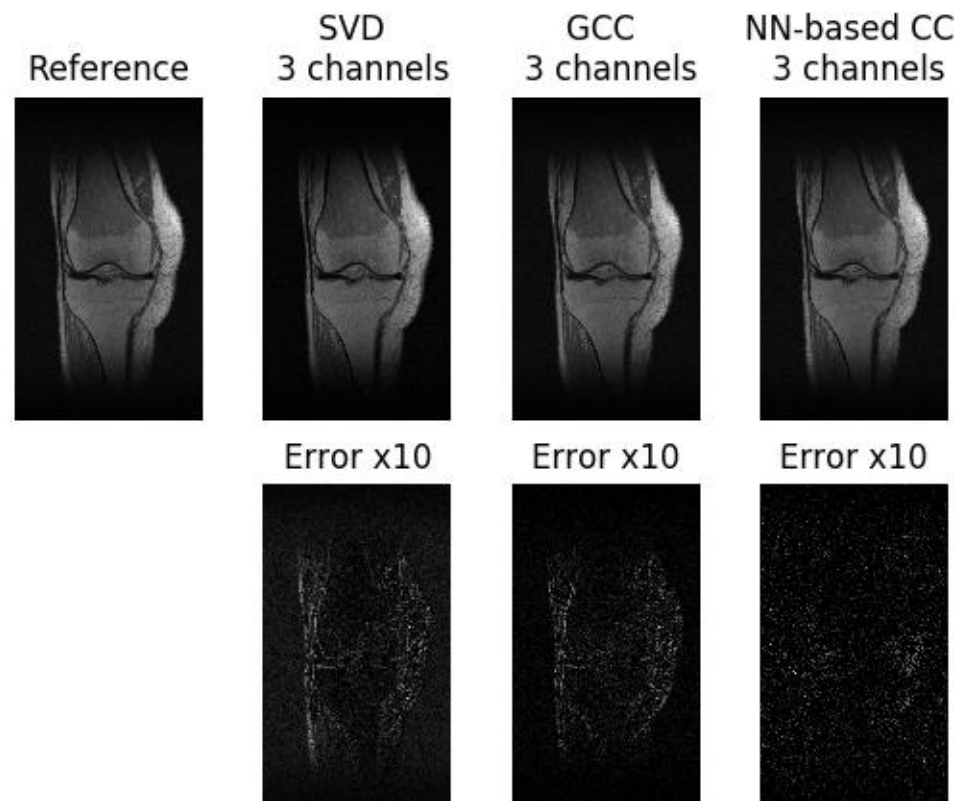 Reference
SVD
3 channels
GCC
3 channels
NN-based CC
3 channels
Error x10
Error x10
Error x10